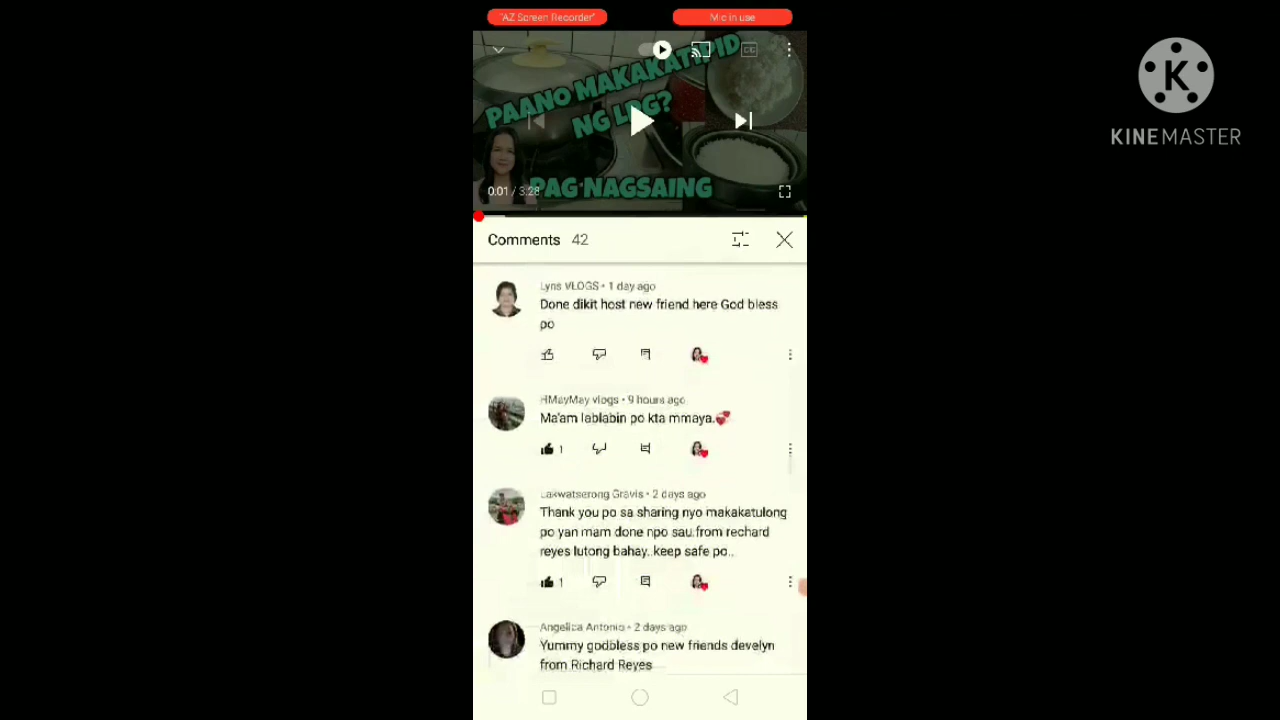 "AZ Screen Recorder"
Mic in use
PAANO MAKAKATIPID
NG LPG?
PAG NAGSAING
0:01 / 3:28
K
KINEMASTER
Comments 42
Lyns VLOGS • 1 day ago
Done dikit host new friend here God bless
po
HMayMay vlogs • 9 hours ago
Ma'am lablabin po kta mmaya.💞
1
Lakwatserong Gravis • 2 days ago
Thank you po sa sharing nyo makakatulong
po yan mam done npo sau.from rechard
reyes lutong bahay..keep safe po..
1
Angelica Antonio • 2 days ago
Yummy godbless po new friends develyn
from Richard Reyes